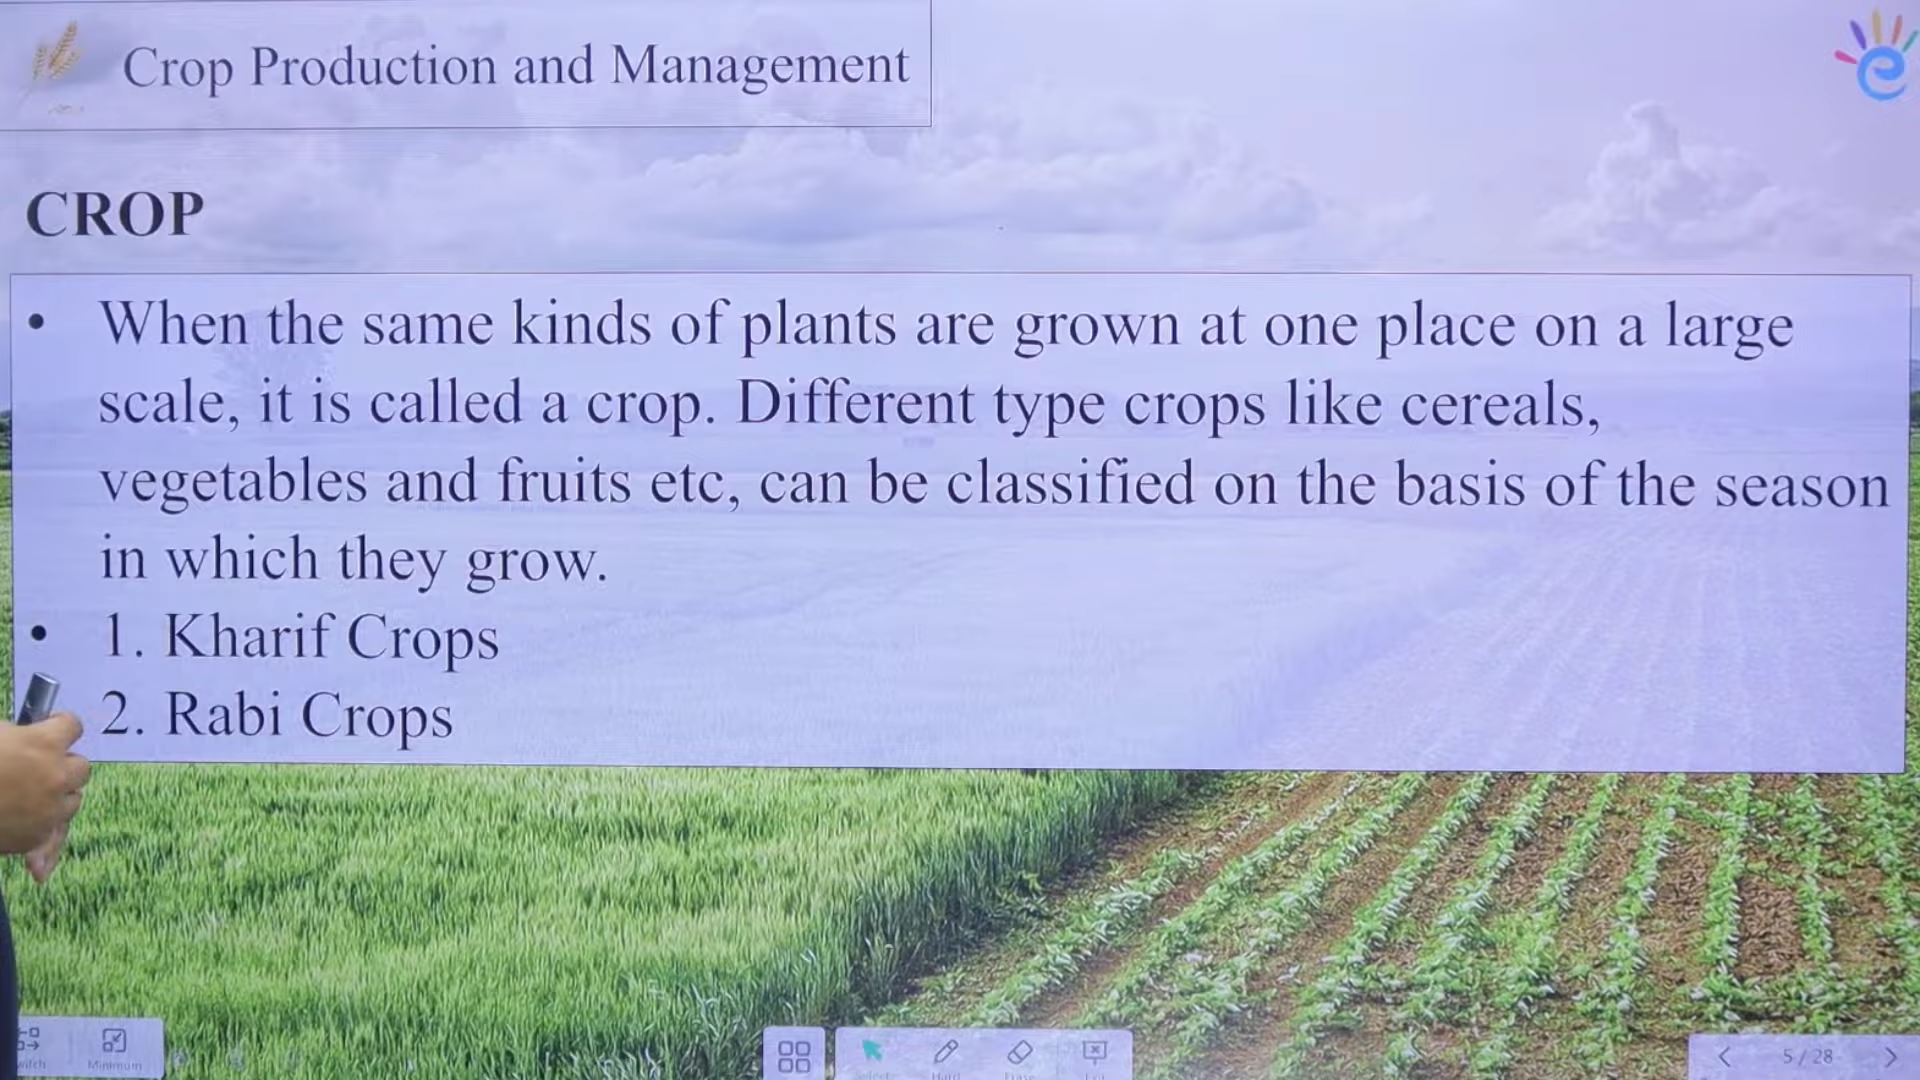 Crop Production and Management
CROP
• When the same kinds of plants are grown at one place on a large
scale, it is called a crop. Different type crops like cereals,
vegetables and fruits etc, can be classified on the basis of the season
in which they grow.
• 1. Kharif Crops
2. Rabi Crops
Minimum
5 / 28